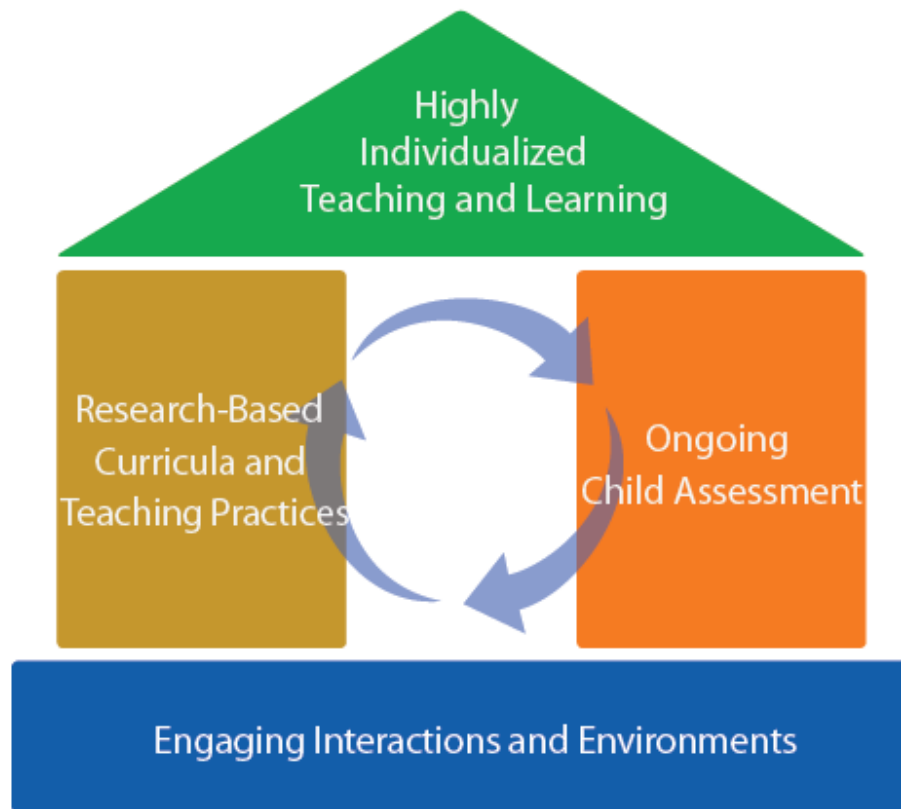 Highly
Individualized
Teaching and Learning
Research-Based
Curricula and
Teaching Practices
Ongoing
Child Assessment
Engaging Interactions and Environments